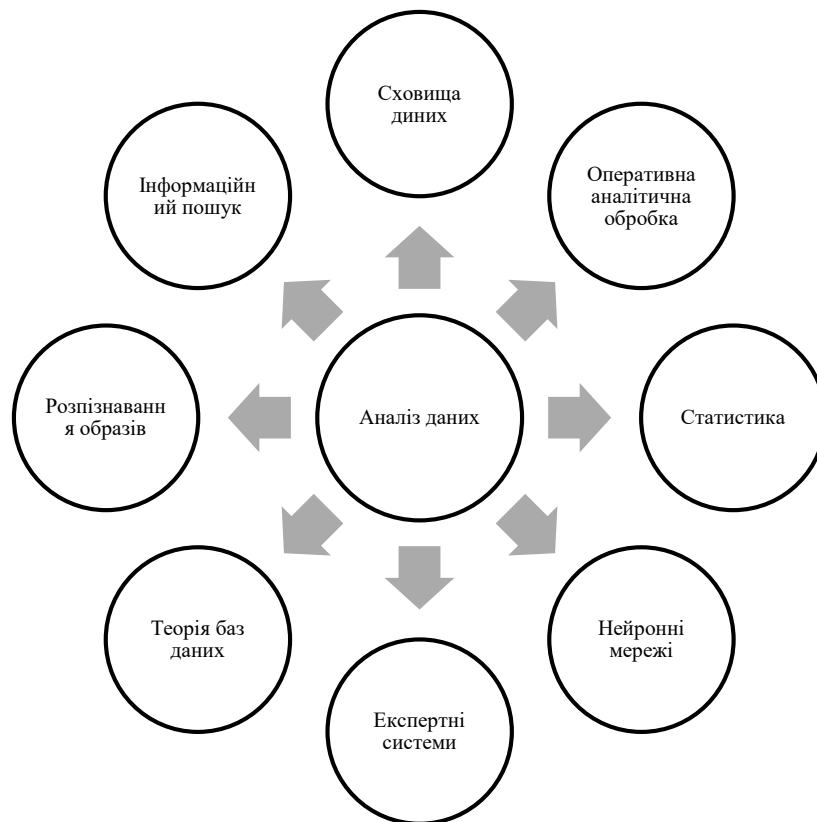 Сховища
диних
Оперативна
аналітична
обробка
Статистика
Нейронні
мережі
Експертні
системи
Теорія баз
даних
Розпізнаванн
я образів
Інформаційн
ий пошук
Аналіз даних